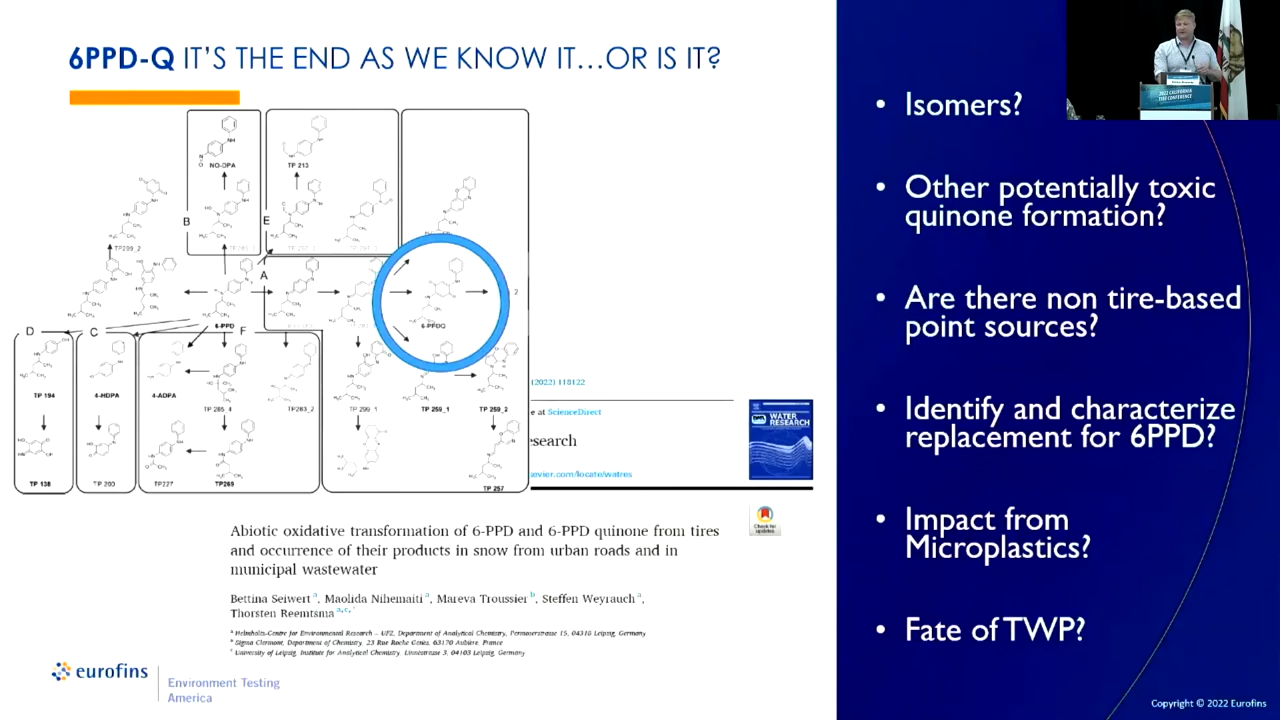 6PPD-Q IT'S THE END AS WE KNOW IT...OR IS IT?
NO-DPA
TP 213
B
E
TP299_2
A
6-PPD
6-PPDQ
2
D
C
F
TP 194
4-HDPA
4-ADPA
TP 285_4
TP283_2
TP 299_1
TP 259_1
TP 259_2
TP 138
TP 200
TP227
TP269
TP 257
(2022) 118122
e at ScienceDirect
search
evier.com/locate/watres
WATER
RESEARCH
Check for
updates
Abiotic oxidative transformation of 6-PPD and 6-PPD quinone from tires
and occurrence of their products in snow from urban roads and in
municipal wastewater
Bettina Seiwert a, Maolida Nihemaiti a, Mareva Troussier b, Steffen Weyrauch a,
Thorsten Reemtsma a,c,*
a Helmholtz-Centre for Environmental Research – UFZ, Department of Analytical Chemistry, Permoserstrasse 15, 04318 Leipzig, Germany
b Sigma Clermont, Department of Chemistry, 23 Rue Roche Genès, 63170 Aubière, France
c University of Leipzig, Institute for Analytical Chemistry, Linnéstrasse 3, 04103 Leipzig, Germany
eurofins
Environment Testing
America
• Isomers?
• Other potentially toxic
quinone formation?
• Are there non tire-based
point sources?
• Identify and characterize
replacement for 6PPD?
• Impact from
Microplastics?
• Fate of TWP?
2022 CALIFORNIA
TIRE CONFERENCE
Copyright © 2022 Eurofins